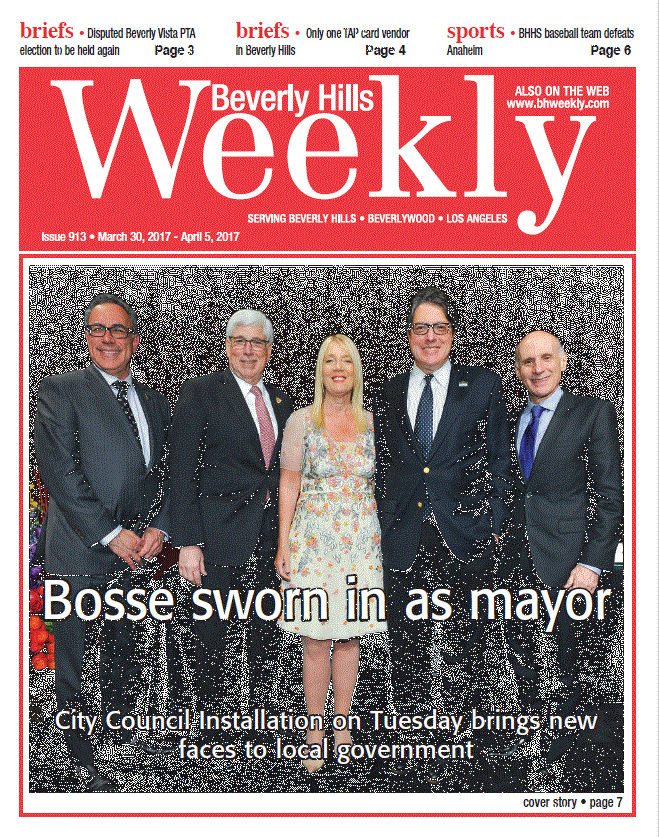 briefs • Disputed Beverly Vista PTA
election to be held again Page 3
briefs • Only one TAP card vendor
in Beverly Hills Page 4
sports • BHHS baseball team defeats
Anaheim Page 6
Beverly Hills
Weekly
ALSO ON THE WEB
www.bhweekly.com
SERVING BEVERLY HILLS • BEVERLYWOOD • LOS ANGELES
Issue 913 • March 30, 2017 - April 5, 2017
Bosse sworn in as mayor
City Council Installation on Tuesday brings new
faces to local government
cover story • page 7